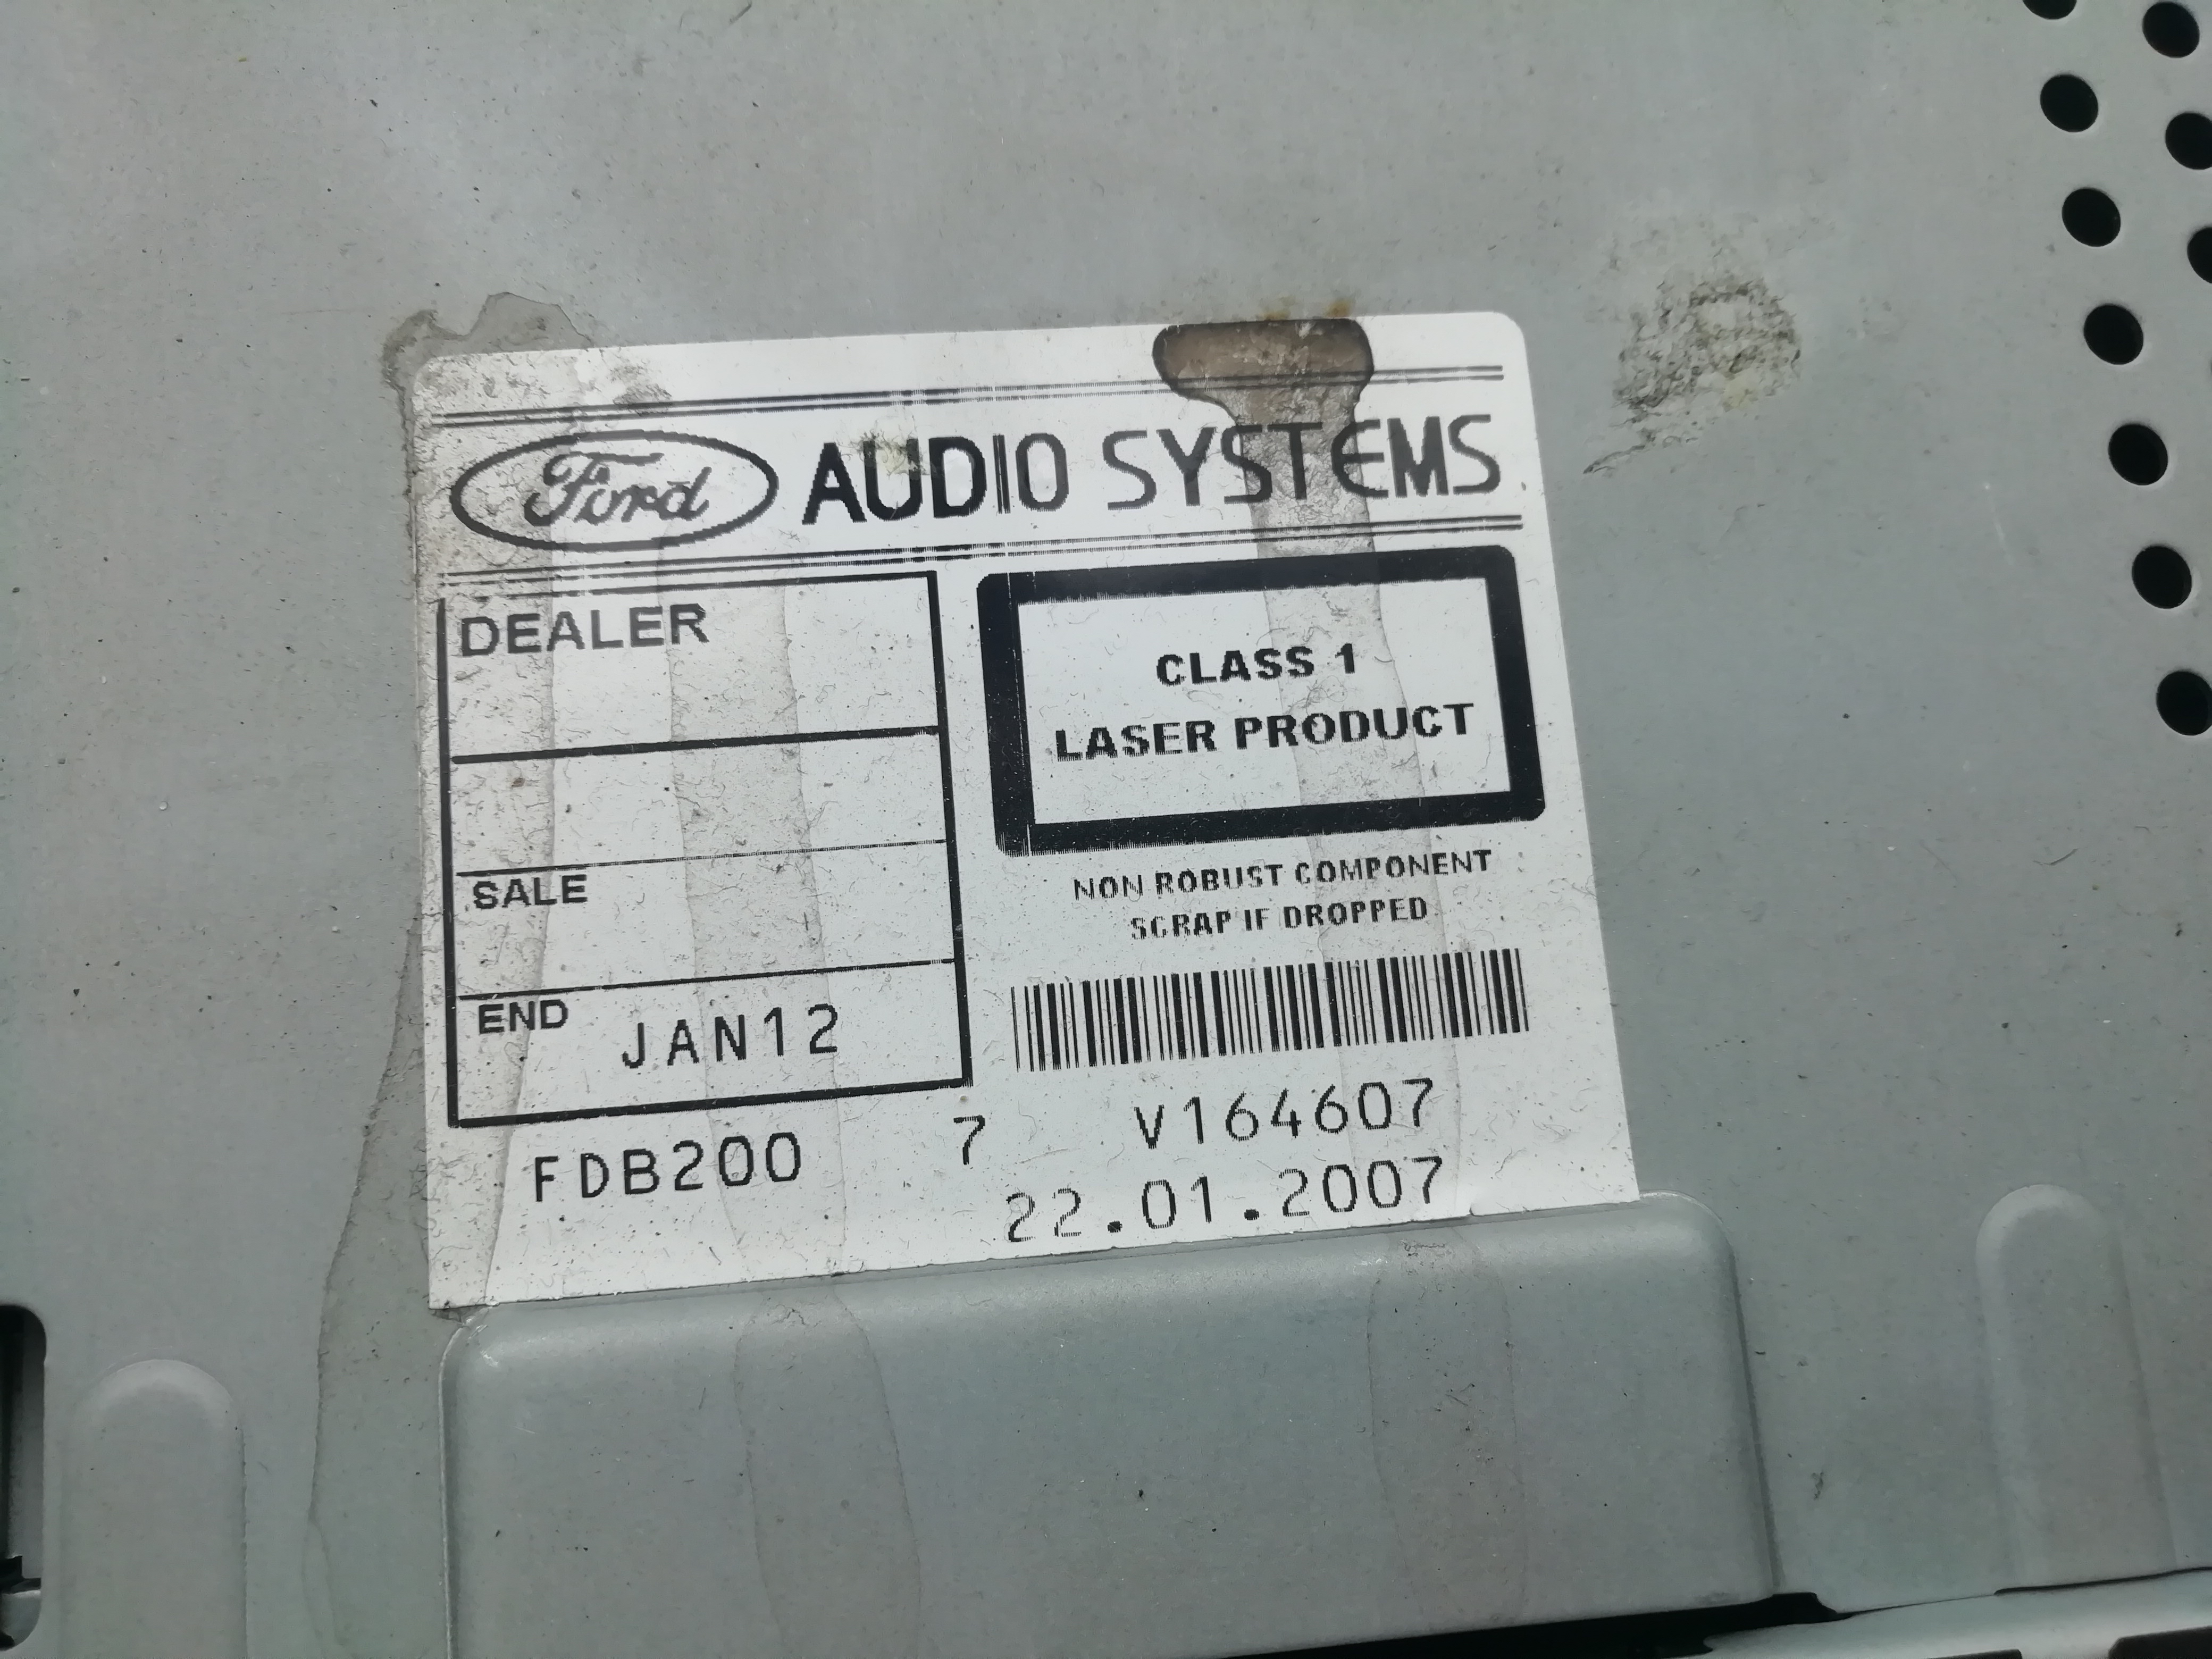 Ford AUDIO SYSTEMS
DEALER
SALE
END JAN12
CLASS 1
LASER PRODUCT
NON ROBUST COMPONENT
SCRAP IF DROPPED
FDB200 7 V164607
22.01.2007